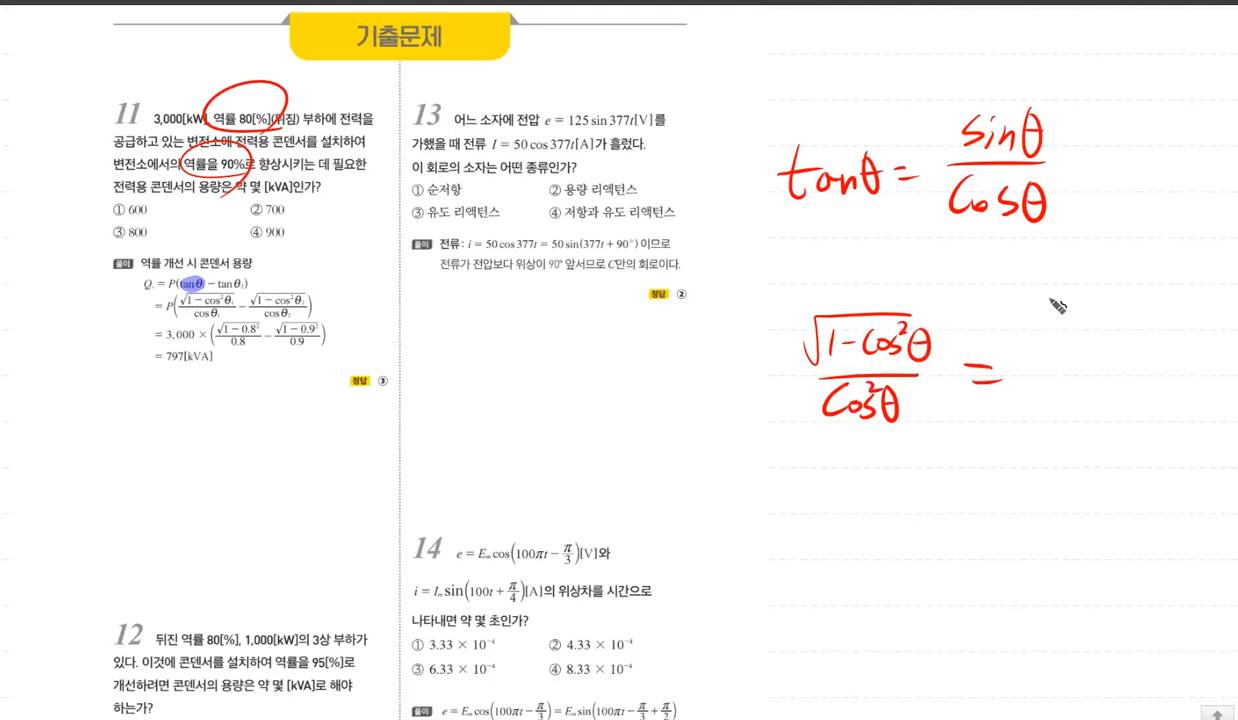 기출문제
11 3,000[kW], 역률 80[%](뒤짐) 부하에 전력을
공급하고 있는 변전소에 전력용 콘덴서를 설치하여
변전소에서의 역률을 90%로 향상시키는 데 필요한
전력용 콘덴서의 용량은 약 몇 [kVA]인가?
① 600 ② 700
③ 800 ④ 900
풀이 역률 개선 시 콘덴서 용량
Q_c = P(tanθ₁ − tanθ₂)
= P(√(1−cos²θ₁)/cosθ₁ − √(1−cos²θ₂)/cosθ₂)
= 3,000 × (√(1−0.8²)/0.8 − √(1−0.9²)/0.9)
= 797[kVA]
정답 ③
12 뒤진 역률 80[%], 1,000[kW]의 3상 부하가
있다. 이것에 콘덴서를 설치하여 역률을 95[%]로
개선하려면 콘덴서의 용량은 약 몇 [kVA]로 해야
하는가?
13 어느 소자에 전압 e = 125 sin 377t[V]를
가했을 때 전류 I = 50 cos 377t[A]가 흘렀다.
이 회로의 소자는 어떤 종류인가?
① 순저항 ② 용량 리액턴스
③ 유도 리액턴스 ④ 저항과 유도 리액턴스
풀이 전류 : i = 50 cos 377t = 50 sin(377t + 90°)이므로
전류가 전압보다 위상이 90° 앞서므로 C만의 회로이다.
정답 ②
14 e = Eₘ cos(100πt − π/3)[V]와
i = Iₘ sin(100t + π/4)[A]의 위상차를 시간으로
나타내면 약 몇 초인가?
① 3.33 × 10⁻⁴ ② 4.33 × 10⁻⁴
③ 6.33 × 10⁻⁴ ④ 8.33 × 10⁻⁴
풀이 e = Eₘ cos(100πt − π/3) = Eₘ sin(100πt − π/3 + π/2)
tanθ = sinθ/cosθ
√(1−cos²θ)/cos²θ =